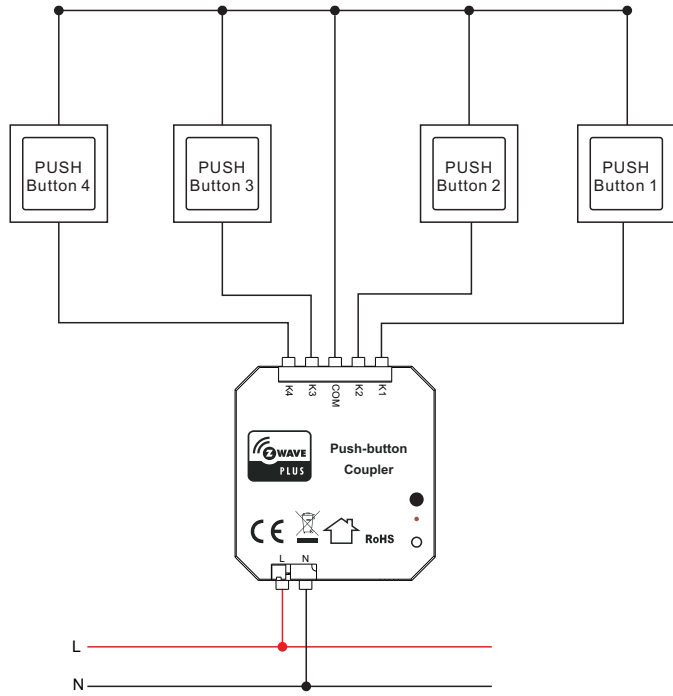 PUSH
Button 4
PUSH
Button 3
PUSH
Button 2
PUSH
Button 1
K4
K3
COM
K2
K1
Z WAVE
PLUS
Push-button
Coupler
CE
RoHS
L
N
L
N